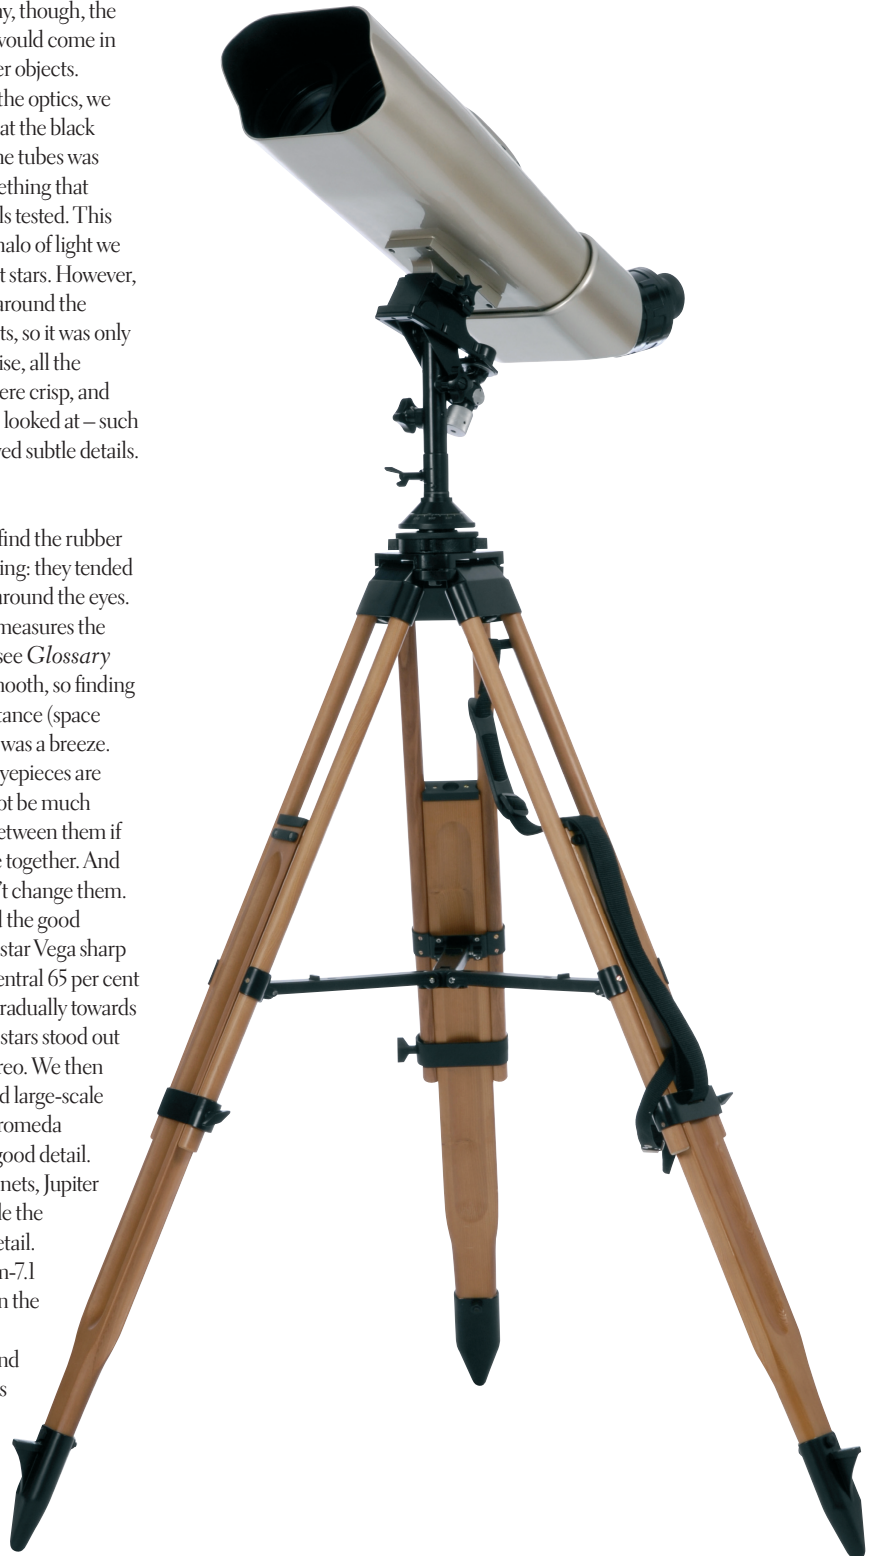 y, though, the
would come in
er objects.
the optics, we
at the black
ne tubes was
ething that
ls tested. This
halo of light we
t stars. However,
around the
ts, so it was only
ise, all the
ere crisp, and
looked at – such
ed subtle details.
find the rubber
ing: they tended
around the eyes.
measures the
see Glossary
nooth, so finding
tance (space
was a breeze.
yepieces are
ot be much
etween them if
e together. And
't change them.
d the good
star Vega sharp
entral 65 per cent
gradually towards
stars stood out
reo. We then
d large-scale
romeda
good detail.
nets, Jupiter
le the
etail.
n-7.1
n the
nd
s